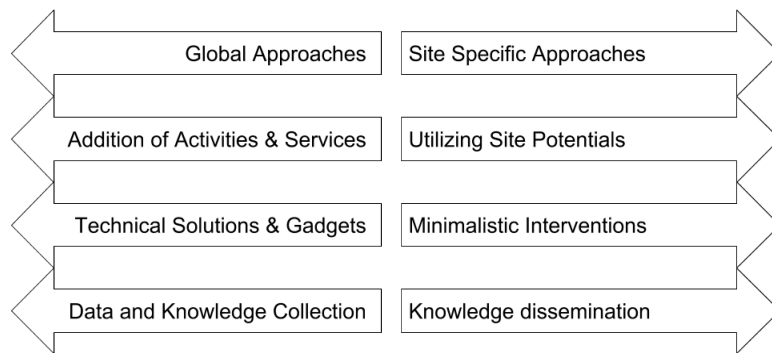 Global Approaches
Site Specific Approaches
Addition of Activities & Services
Utilizing Site Potentials
Technical Solutions & Gadgets
Minimalistic Interventions
Data and Knowledge Collection
Knowledge dissemination